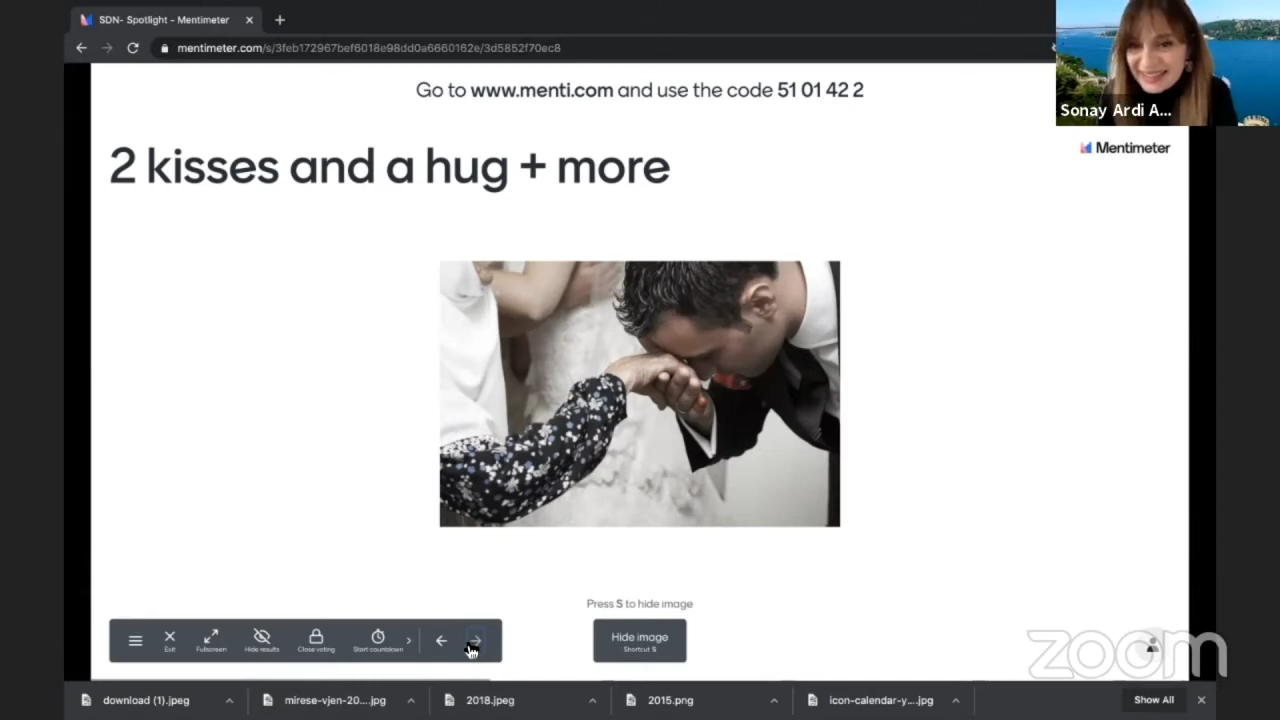 SDN- Spotlight - Mentimeter
mentimeter.com/s/3feb172967bef6018e98dd0a6660162e/3d5852f70ec8
Go to www.menti.com and use the code 51 01 42 2
Sonay Ardi A...
Mentimeter
2 kisses and a hug + more
Press S to hide image
Hide image
Shortcut S
Exit
Fullscreen
Hide results
Close voting
Start countdown
zoom
download (1).jpeg
mirese-vjen-20....jpg
2018.jpeg
2015.png
icon-calendar-y....jpg
Show All